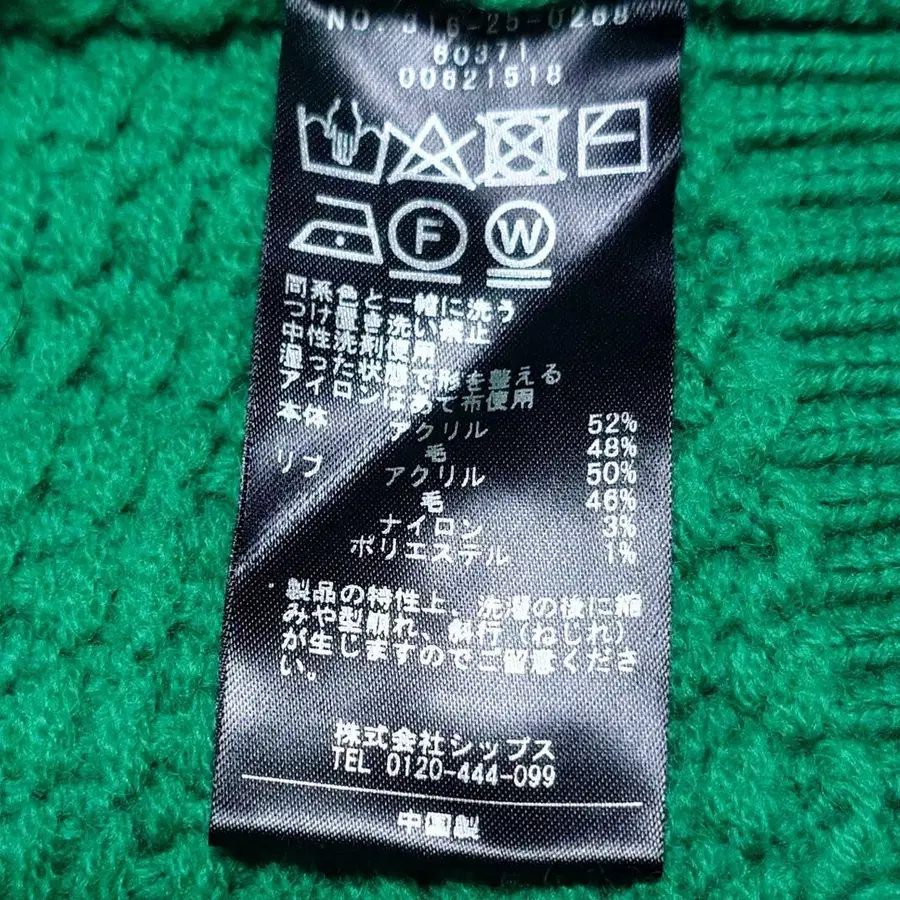 NO. 316-25-0268
60371
00621518
F W
同系色と一緒に洗う
つけ置き洗い禁止
中性洗剤使用
湿った状態で形を整える
アイロンはあて布使用
本体 アクリル 52%
毛 48%
リブ アクリル 50%
毛 46%
ナイロン 3%
ポリエステル 1%
・製品の特性上、洗濯の後に縮
みや型崩れ、斜行(ねじれ)
が生じますのでご留意くださ
い。
株式会社シップス
TEL 0120-444-099
中国製